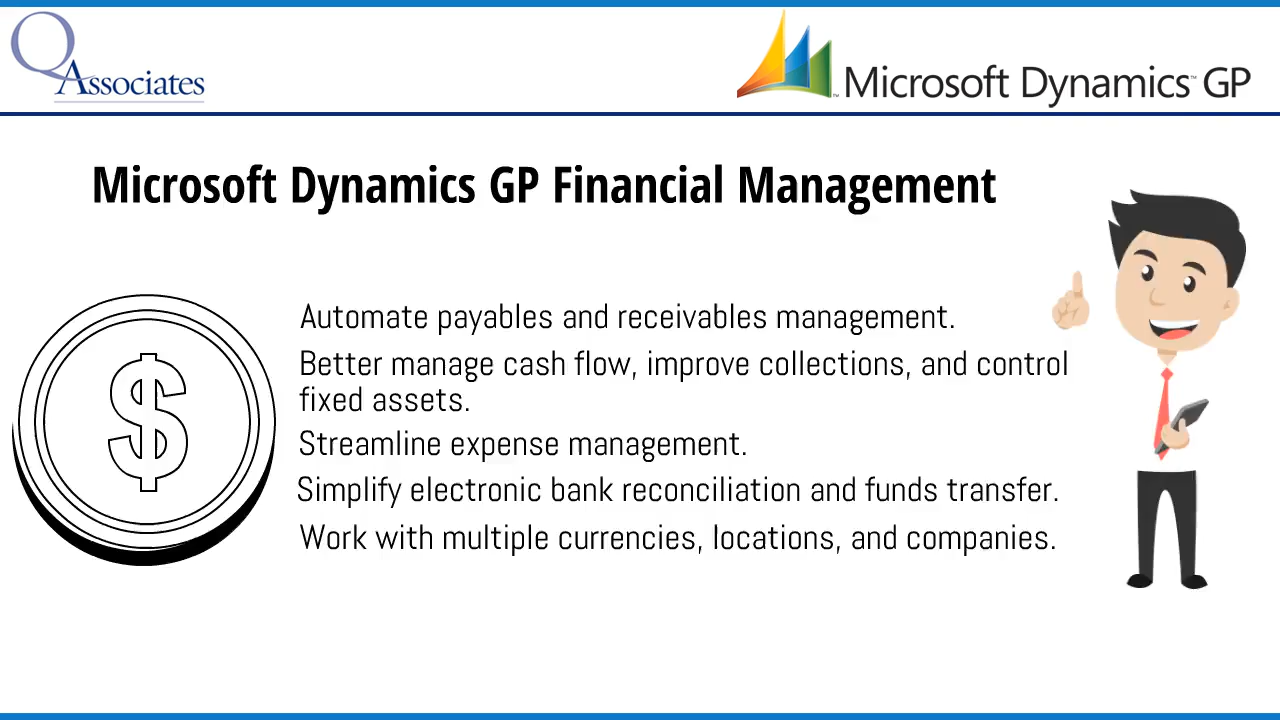 Q
Associates
Microsoft Dynamics™ GP
Microsoft Dynamics GP Financial Management
Automate payables and receivables management.
Better manage cash flow, improve collections, and control
fixed assets.
Streamline expense management.
Simplify electronic bank reconciliation and funds transfer.
Work with multiple currencies, locations, and companies.
$